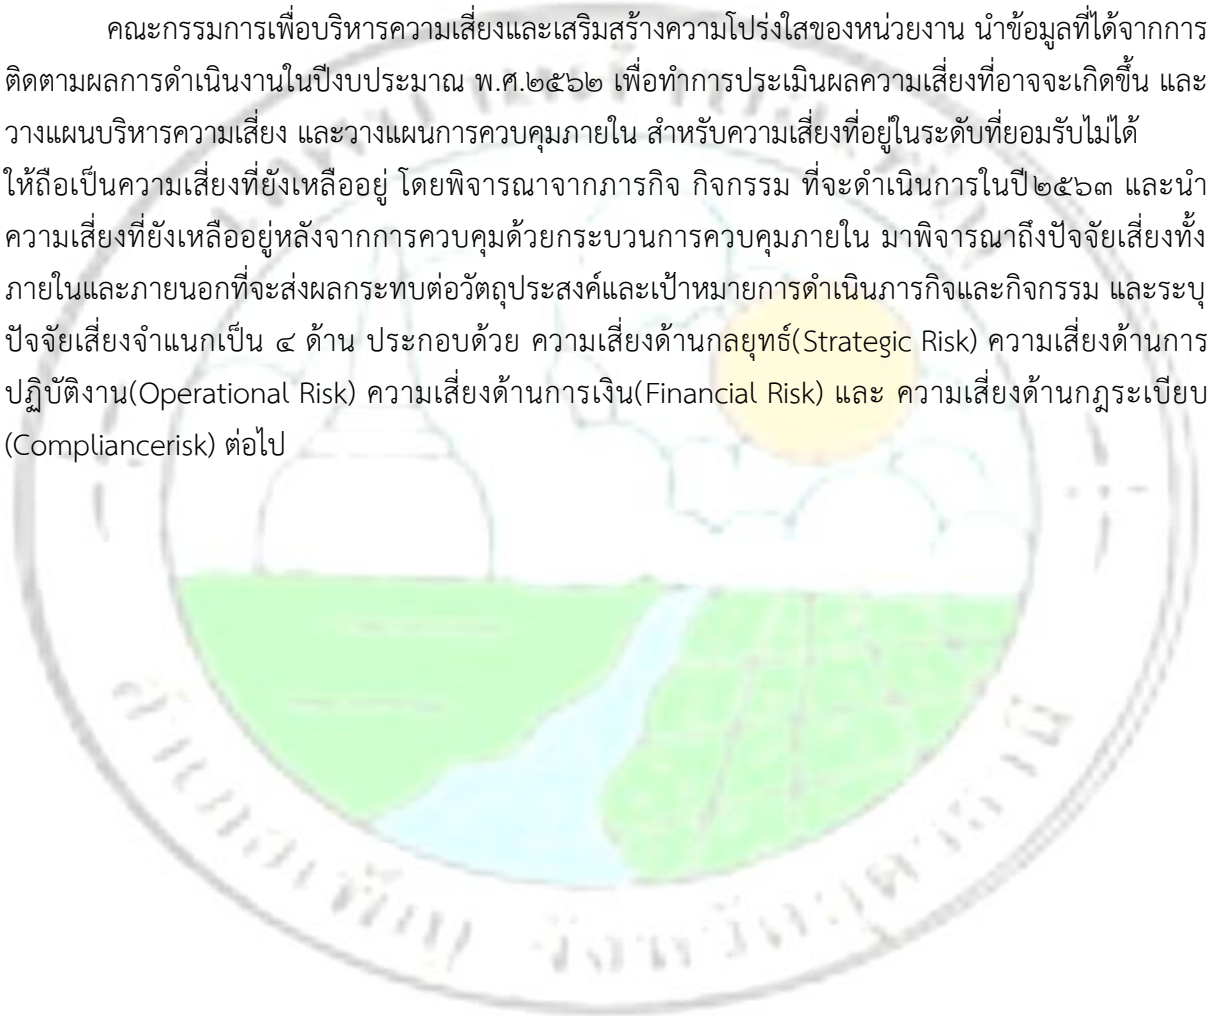 คณะกรรมการเพื่อบริหารความเสี่ยงและเสริมสร้างความโปร่งใสของหน่วยงาน นำข้อมูลที่ได้จากการ
ติดตามผลการดำเนินงานในปีงบประมาณ พ.ศ.๒๕๖๒ เพื่อทำการประเมินผลความเสี่ยงที่อาจจะเกิดขึ้น และ
วางแผนบริหารความเสี่ยง และวางแผนการควบคุมภายใน สำหรับความเสี่ยงที่อยู่ในระดับที่ยอมรับไม่ได้
ให้ถือเป็นความเสี่ยงที่ยังเหลืออยู่ โดยพิจารณาจากภารกิจ กิจกรรม ที่จะดำเนินการในปี ๒๕๖๓ และนำ
ความเสี่ยงที่ยังเหลืออยู่หลังจากการควบคุมด้วยกระบวนการควบคุมภายใน มาพิจารณาถึงปัจจัยเสี่ยงทั้ง
ภายในและภายนอกที่จะส่งผลกระทบต่อวัตถุประสงค์และเป้าหมายการดำเนินภารกิจและกิจกรรม และระบุ
ปัจจัยเสี่ยงจำแนกเป็น ๔ ด้าน ประกอบด้วย ความเสี่ยงด้านกลยุทธ์(Strategic Risk) ความเสี่ยงด้านการ
ปฏิบัติงาน(Operational Risk) ความเสี่ยงด้านการเงิน(Financial Risk) และ ความเสี่ยงด้านกฎระเบียบ
(Compliancerisk) ต่อไป